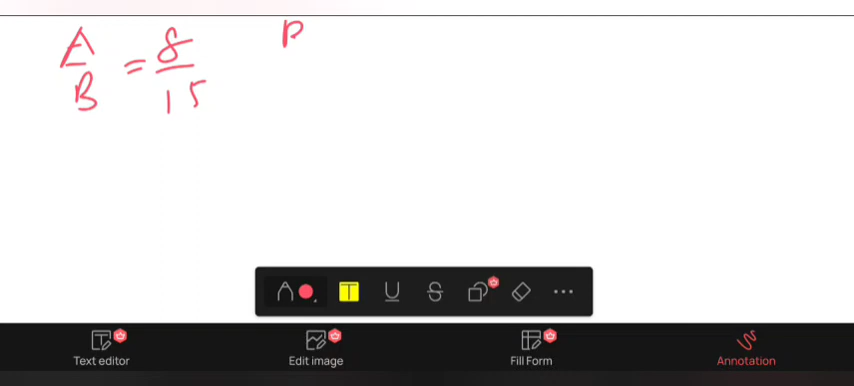 A/B = 8/15
Text editor
Edit image
Fill Form
Annotation